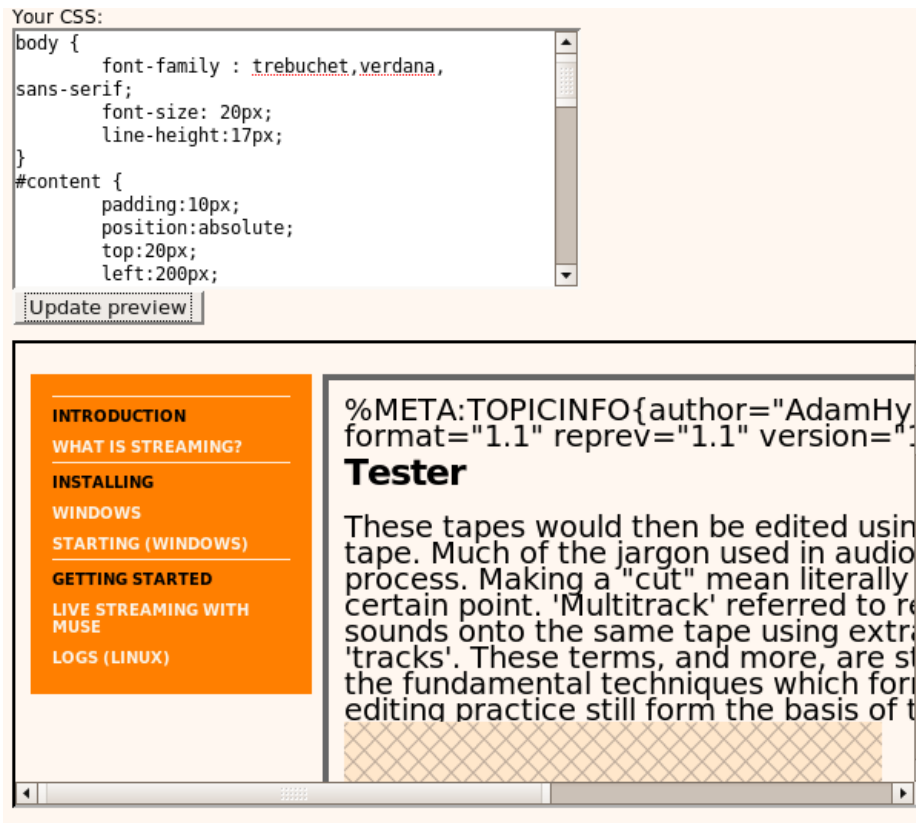 Your CSS:
body {
font-family : trebuchet,verdana,
sans-serif;
font-size: 20px;
line-height:17px;
}
#content {
padding:10px;
position:absolute;
top:20px;
left:200px;
Update preview
INTRODUCTION
WHAT IS STREAMING?
INSTALLING
WINDOWS
STARTING (WINDOWS)
GETTING STARTED
LIVE STREAMING WITH
MUSE
LOGS (LINUX)
%META:TOPICINFO{author="AdamHy
format="1.1" reprev="1.1" version="1
Tester
These tapes would then be edited usin
tape. Much of the jargon used in audio
process. Making a "cut" mean literally
certain point. 'Multitrack' referred to re
sounds onto the same tape using extra
'tracks'. These terms, and more, are st
the fundamental techniques which for
editing practice still form the basis of t